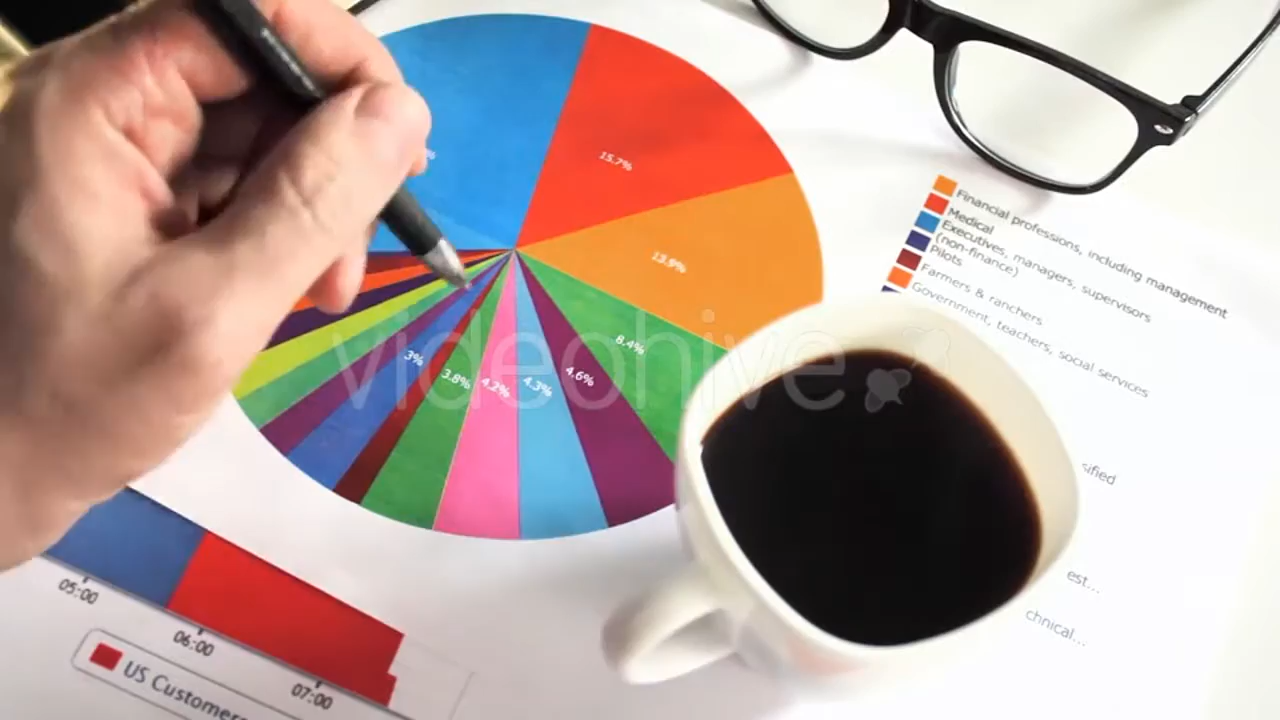 %
15.7%
13.9%
8.4%
4.6%
4.3%
4.2%
3.8%
3%
Financial professions, including management
Medical
Executives, managers, supervisors
(non-finance)
Pilots
Farmers & ranchers
Government, teachers, social services
sified
est...
chnical...
videohive
05:00
06:00
07:00
US Customers